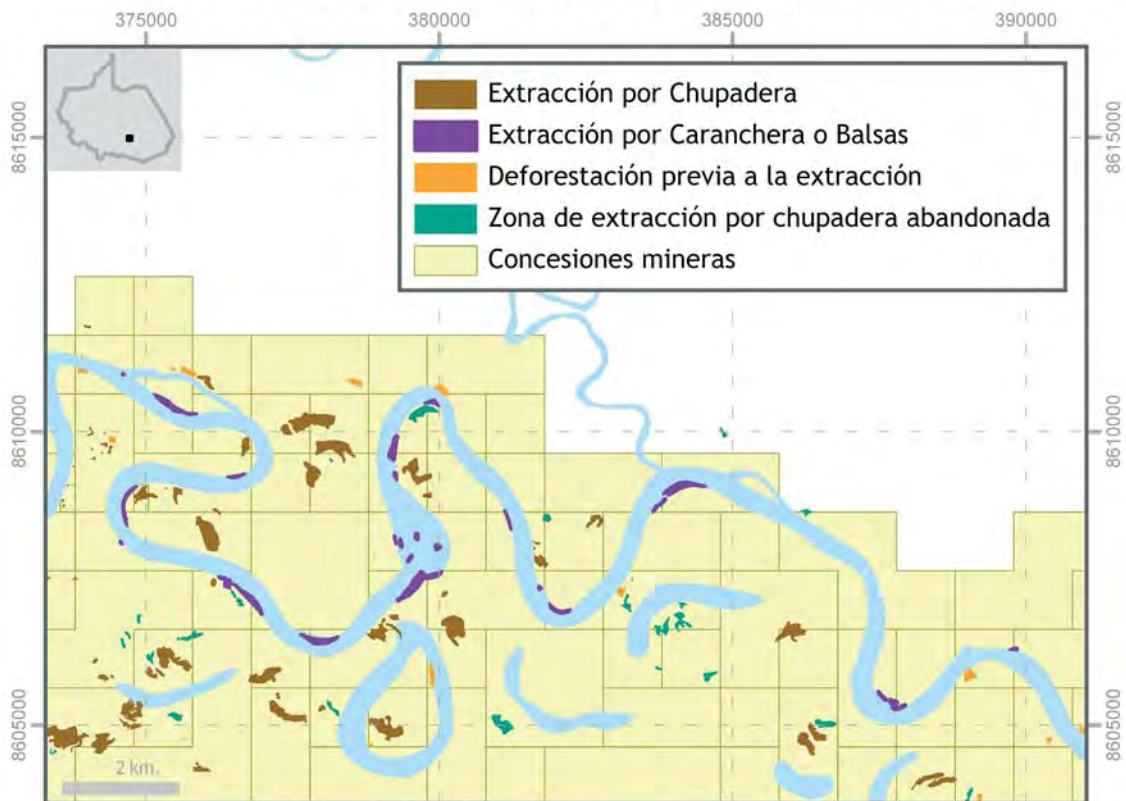 375000 380000 385000 390000
Extracción por Chupadera
Extracción por Caranchera o Balsas
Deforestación previa a la extracción
Zona de extracción por chupadera abandonada
Concesiones mineras
8615000 8615000
8610000 8610000
8605000 8605000
2 km.